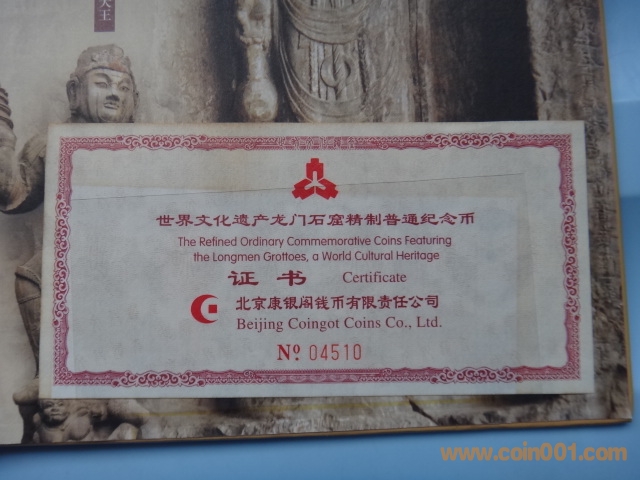 大王
世界文化遗产龙门石窟精制普通纪念币
The Refined Ordinary Commemorative Coins Featuring
the Longmen Grottoes, a World Cultural Heritage
证书 Certificate
北京康银阁钱币有限责任公司
Beijing Coingot Coins Co., Ltd.
Nº 04510
www.coin001.com